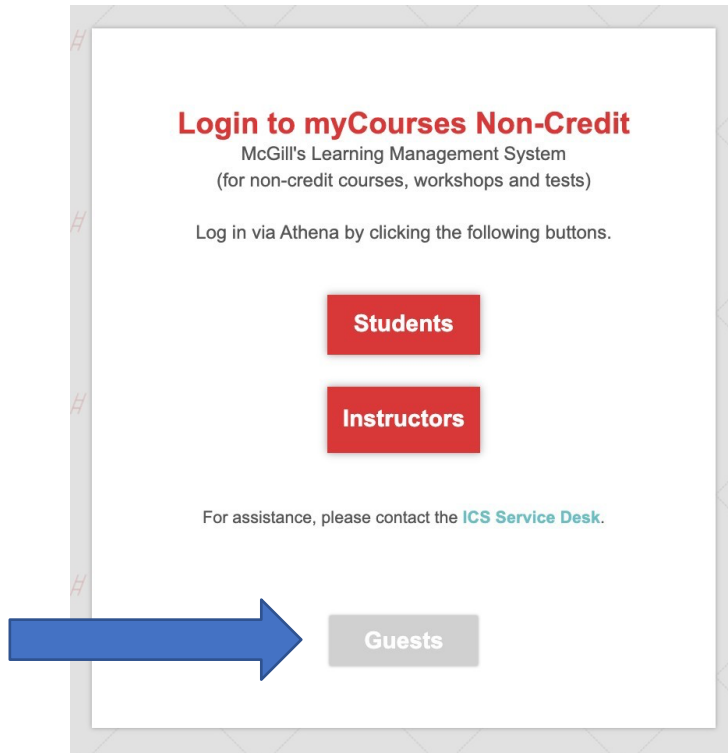 Login to myCourses Non-Credit
McGill's Learning Management System
(for non-credit courses, workshops and tests)
Log in via Athena by clicking the following buttons.
Students
Instructors
For assistance, please contact the ICS Service Desk.
Guests